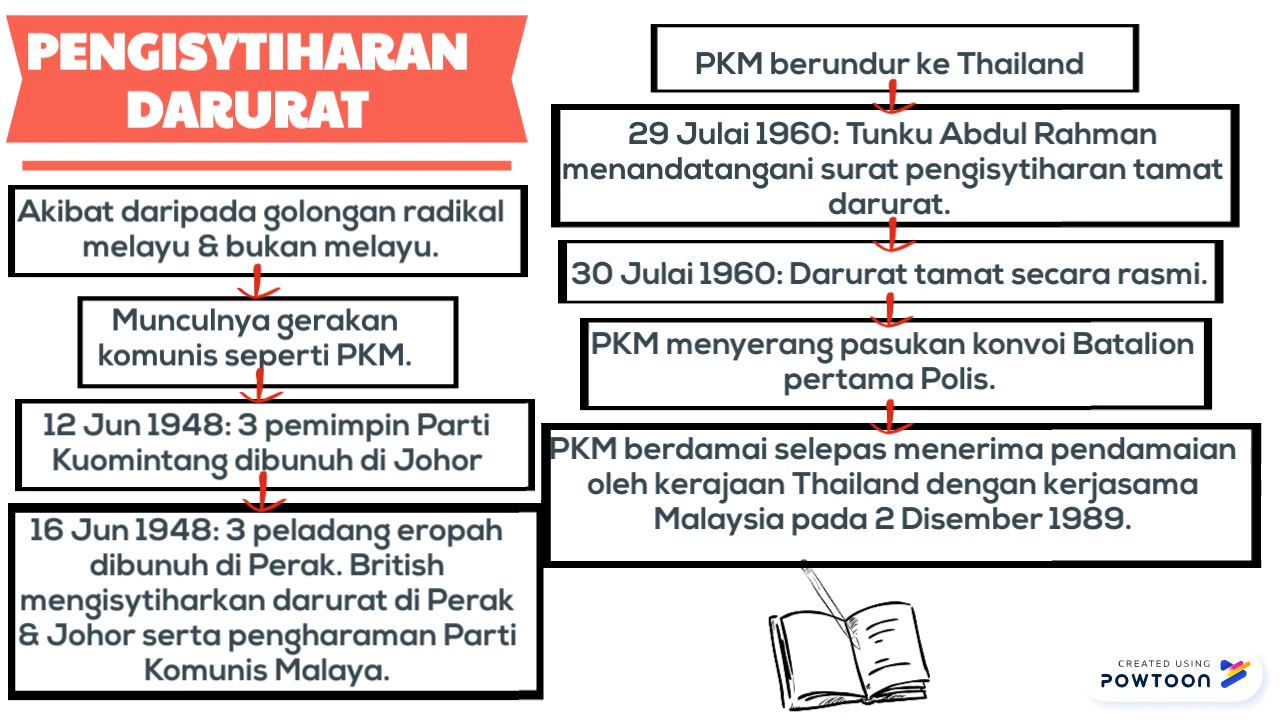 PENGISYTIHARAN
DARURAT
Akibat daripada golongan radikal
melayu & bukan melayu.
Munculnya gerakan
komunis seperti PKM.
12 Jun 1948: 3 pemimpin Parti
Kuomintang dibunuh di Johor
16 Jun 1948: 3 peladang eropah
dibunuh di Perak. British
mengisytiharkan darurat di Perak
& Johor serta pengharaman Parti
Komunis Malaya.
PKM berundur ke Thailand
29 Julai 1960: Tunku Abdul Rahman
menandatangani surat pengisytiharan tamat
darurat.
30 Julai 1960: Darurat tamat secara rasmi.
PKM menyerang pasukan konvoi Batalion
pertama Polis.
PKM berdamai selepas menerima pendamaian
oleh kerajaan Thailand dengan kerjasama
Malaysia pada 2 Disember 1989.
CREATED USING
POWTOON